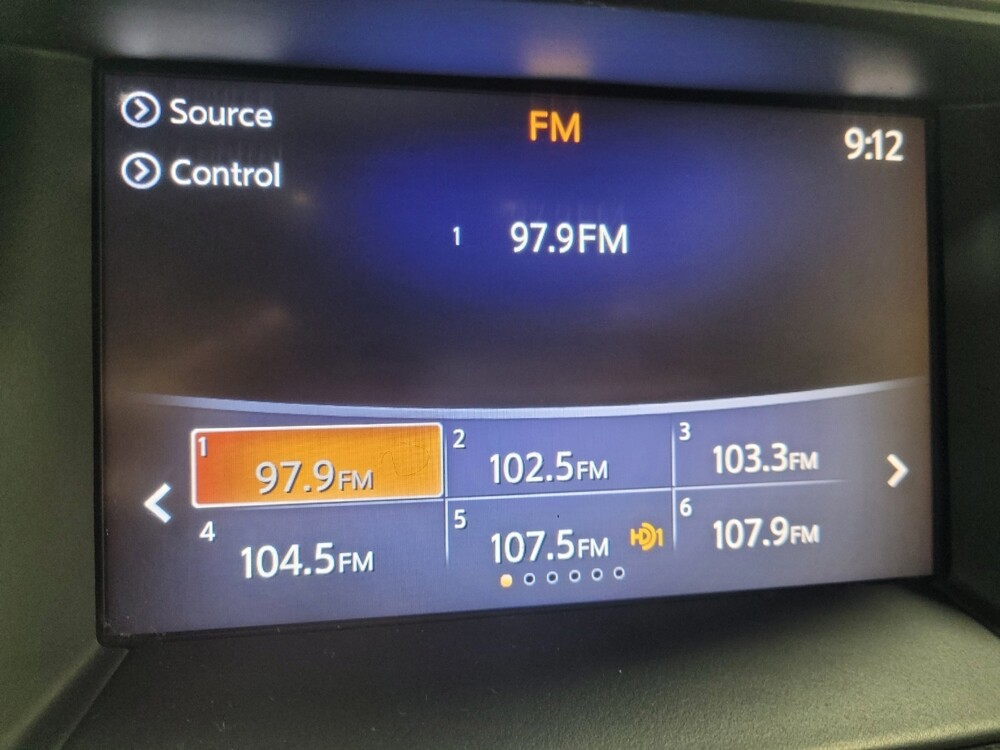 Source
FM
9:12
Control
1 97.9FM
1 97.9FM
2 102.5FM
3 103.3FM
4 104.5FM
5 107.5FM HD1
6 107.9FM